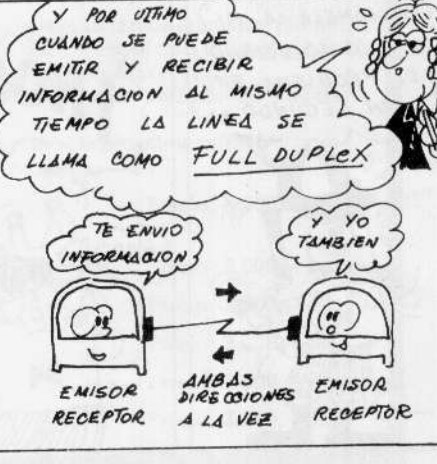 Y POR ULTIMO
CUANDO SE PUEDE
EMITIR Y RECIBIR
INFORMACION AL MISMO
TIEMPO LA LINEA SE
LLAMA COMO FULL DUPLEX
TE ENVIO
INFORMACION
Y YO
TAMBIEN
EMISOR
RECEPTOR
AMBAS
DIRECCIONES
A LA VEZ
EMISOR
RECEPTOR